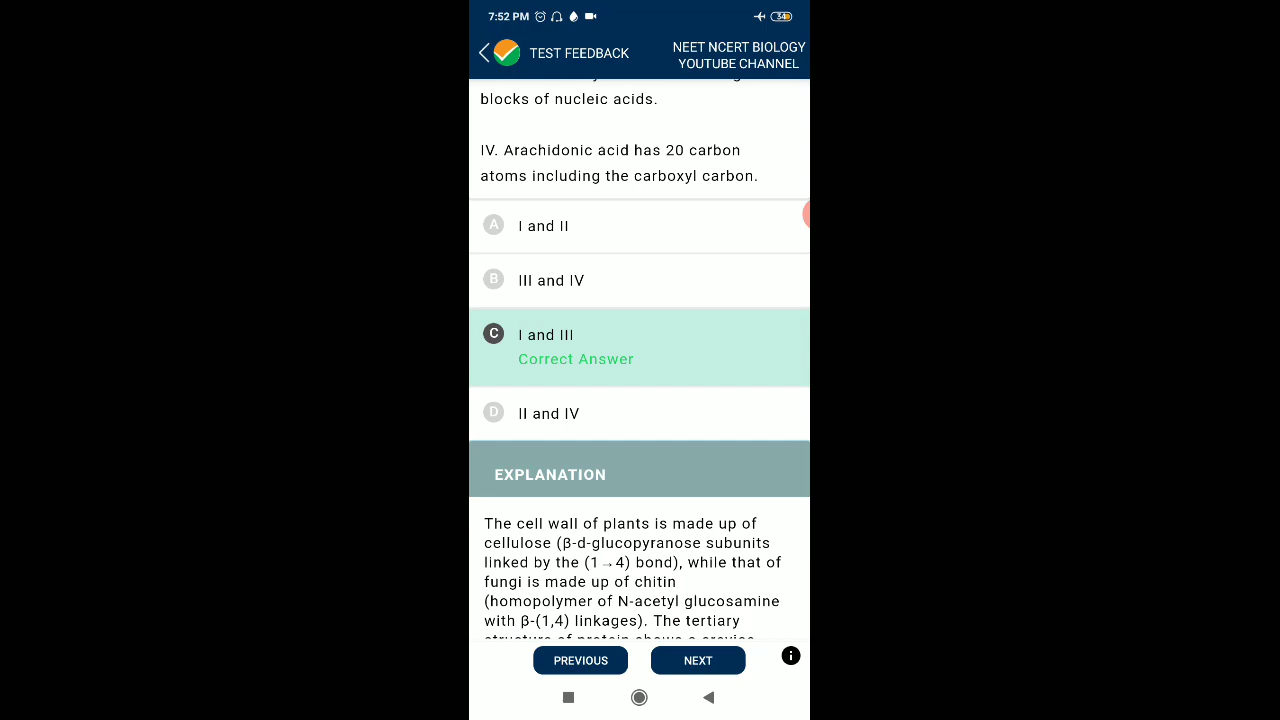 7:52 PM
34
TEST FEEDBACK
NEET NCERT BIOLOGY
YOUTUBE CHANNEL
blocks of nucleic acids.
IV. Arachidonic acid has 20 carbon
atoms including the carboxyl carbon.
A I and II
B III and IV
C I and III
Correct Answer
D II and IV
EXPLANATION
The cell wall of plants is made up of
cellulose (β-d-glucopyranose subunits
linked by the (1→4) bond), while that of
fungi is made up of chitin
(homopolymer of N-acetyl glucosamine
with β-(1,4) linkages). The tertiary
PREVIOUS
NEXT